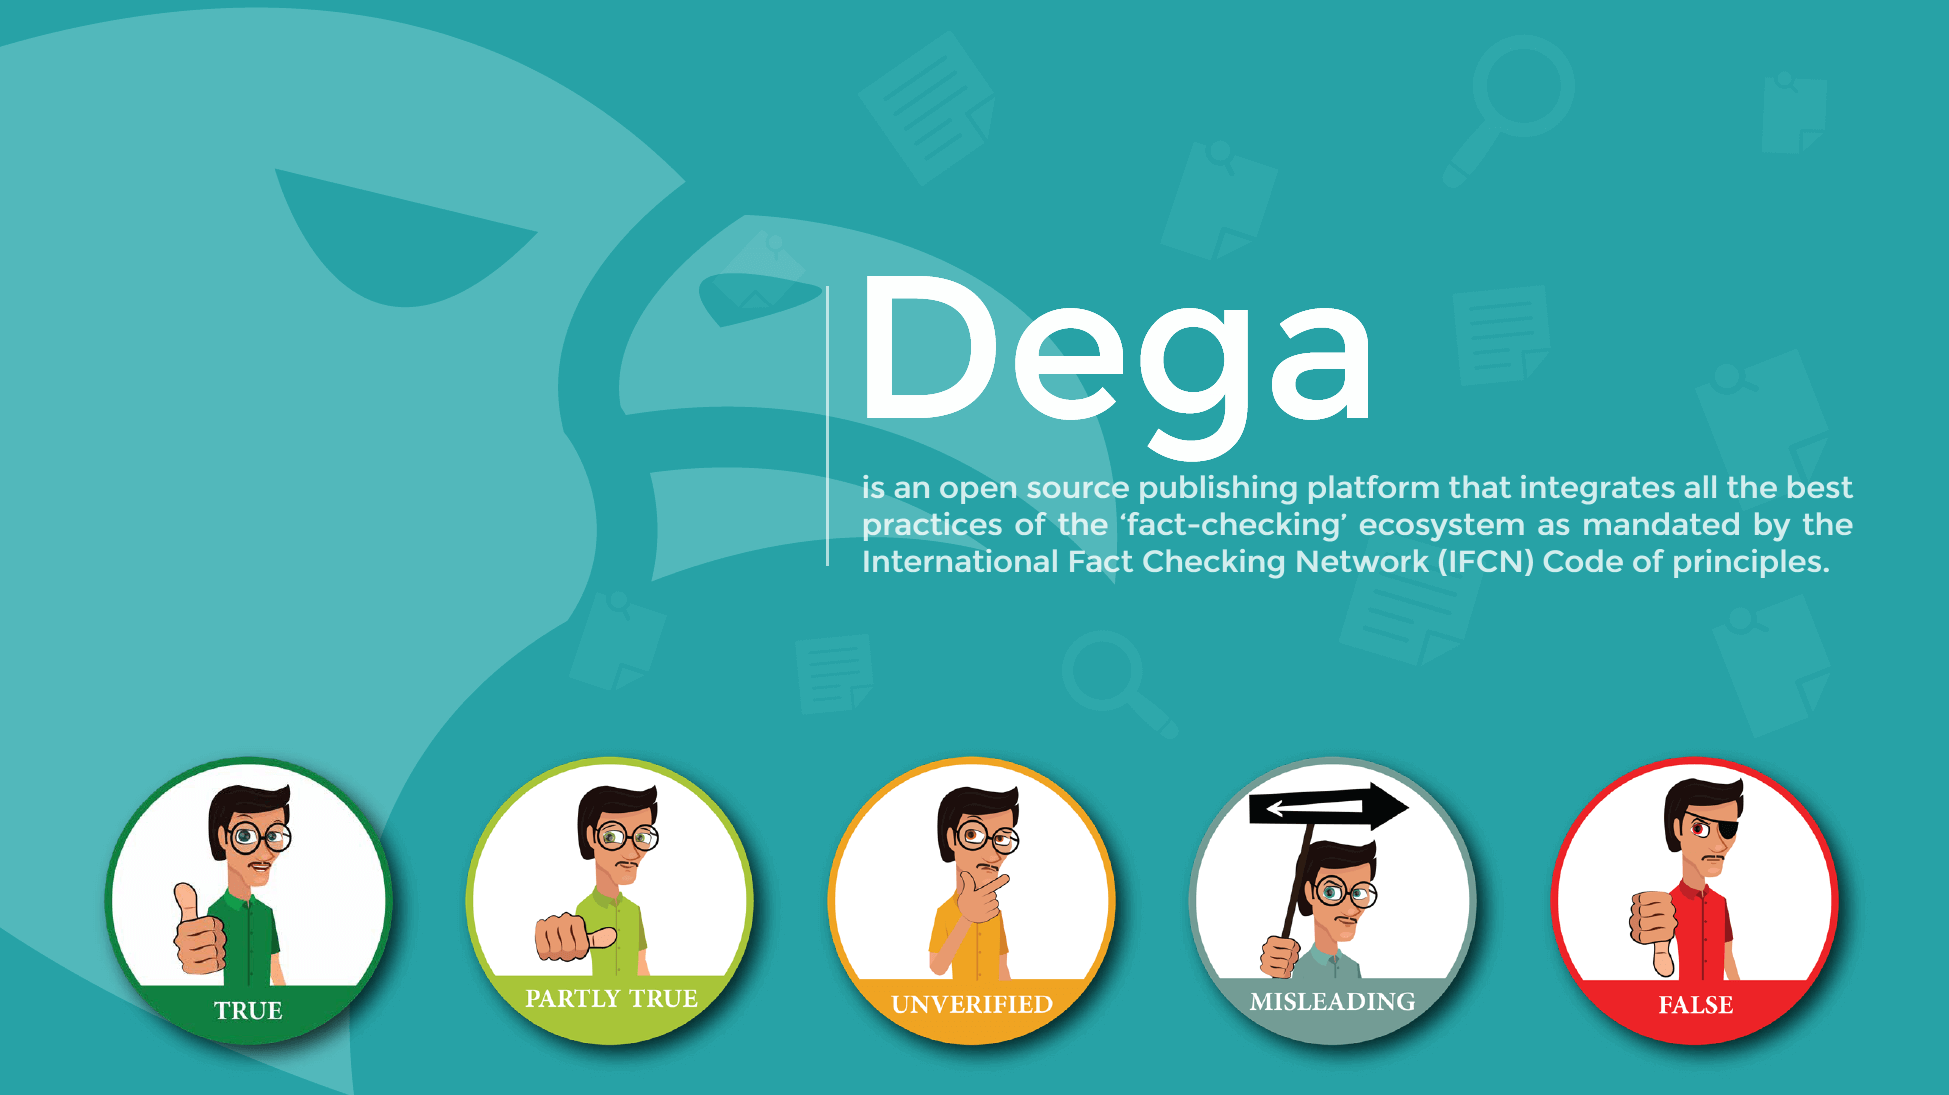 Dega
is an open source publishing platform that integrates all the best
practices of the ‘fact-checking’ ecosystem as mandated by the
International Fact Checking Network (IFCN) Code of principles.
TRUE
PARTLY TRUE
UNVERIFIED
MISLEADING
FALSE